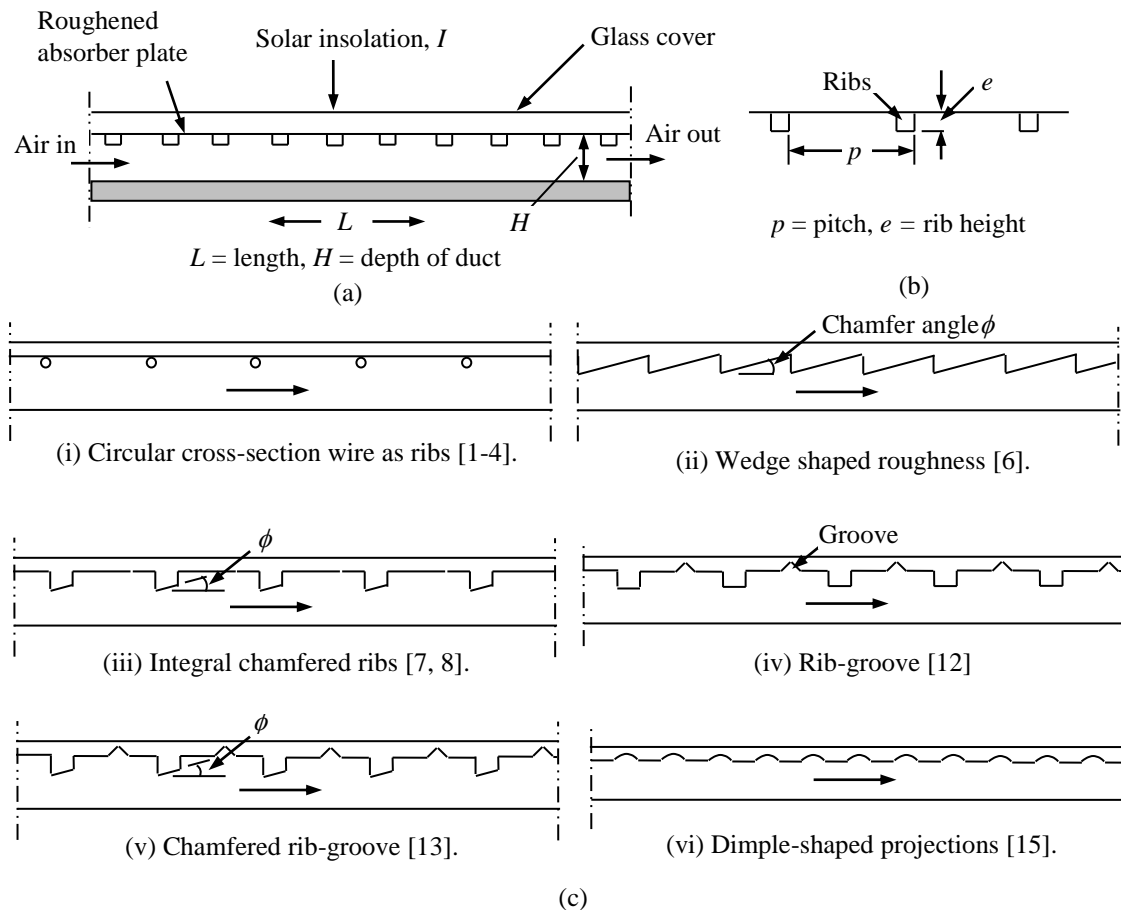 Roughened
absorber plate
Solar insolation, I
Glass cover
Air in
Air out
L
H
L = length, H = depth of duct
(a)
Ribs
e
p
p = pitch, e = rib height
(b)
(i) Circular cross-section wire as ribs [1-4].
Chamfer angle ϕ
(ii) Wedge shaped roughness [6].
ϕ
(iii) Integral chamfered ribs [7, 8].
Groove
(iv) Rib-groove [12]
ϕ
(v) Chamfered rib-groove [13].
(vi) Dimple-shaped projections [15].
(c)